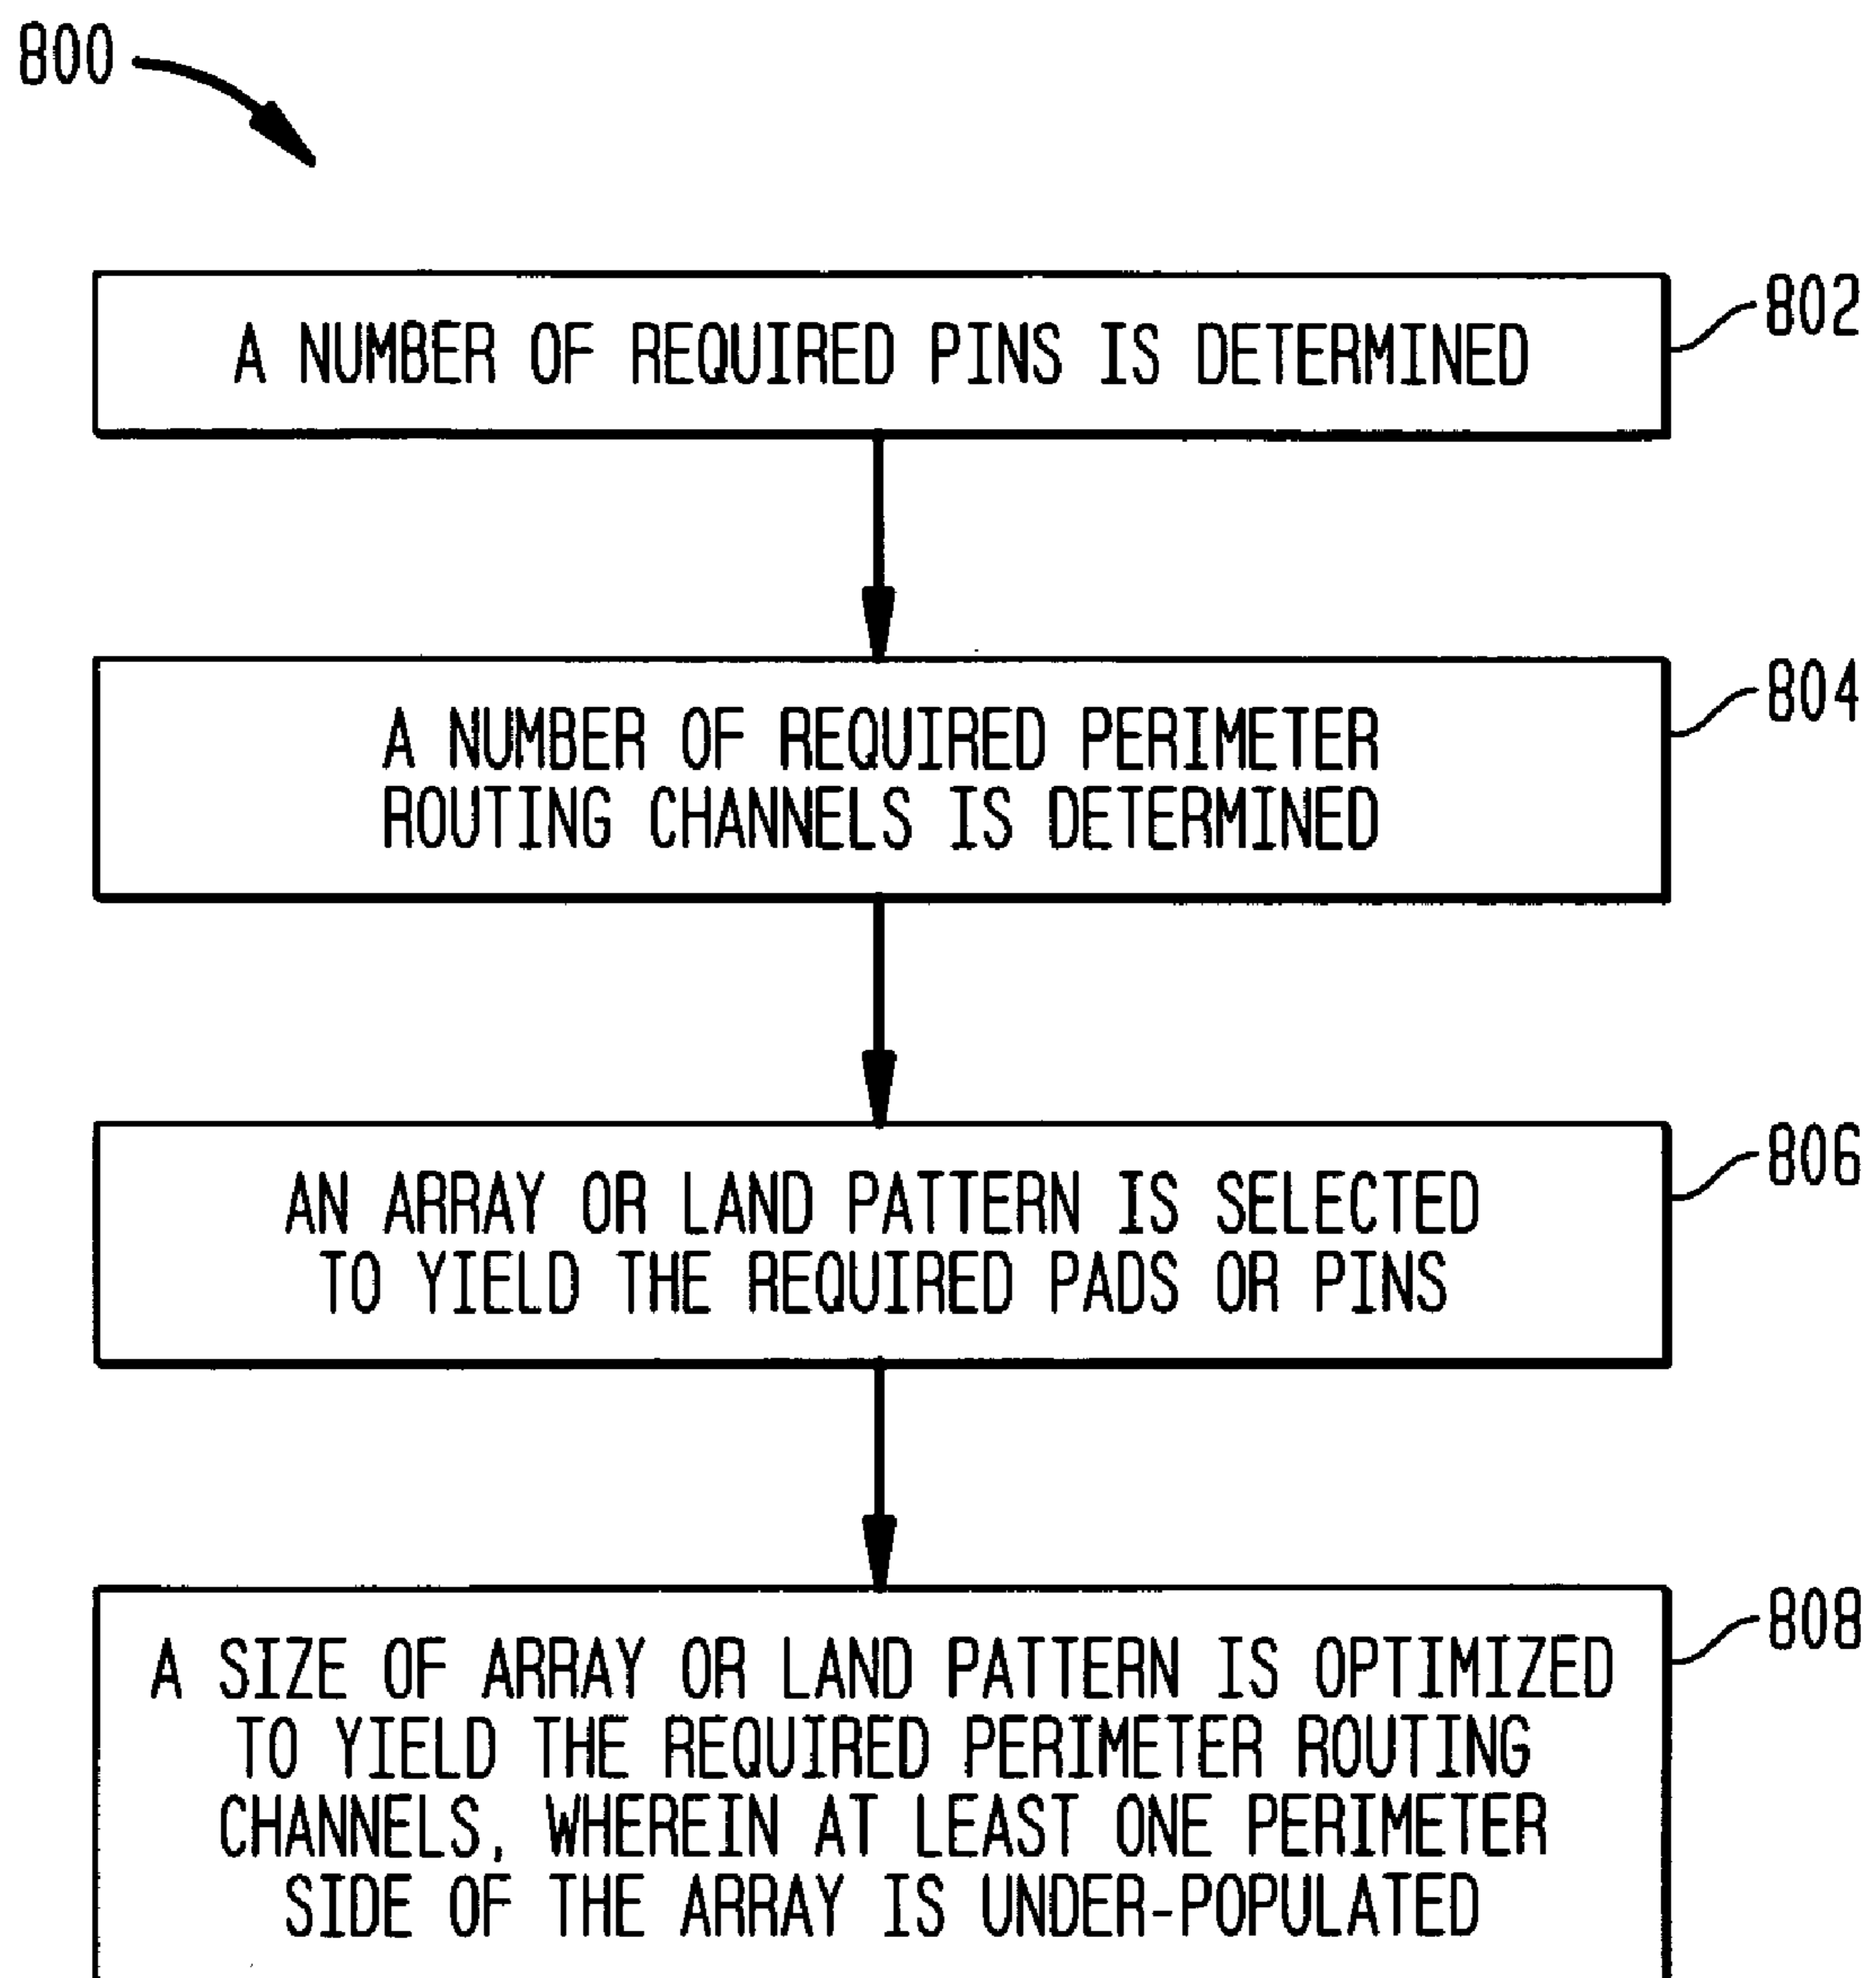 800
A NUMBER OF REQUIRED PINS IS DETERMINED
802
A NUMBER OF REQUIRED PERIMETER
ROUTING CHANNELS IS DETERMINED
804
AN ARRAY OR LAND PATTERN IS SELECTED
TO YIELD THE REQUIRED PADS OR PINS
806
A SIZE OF ARRAY OR LAND PATTERN IS OPTIMIZED
TO YIELD THE REQUIRED PERIMETER ROUTING
CHANNELS, WHEREIN AT LEAST ONE PERIMETER
SIDE OF THE ARRAY IS UNDER-POPULATED
808